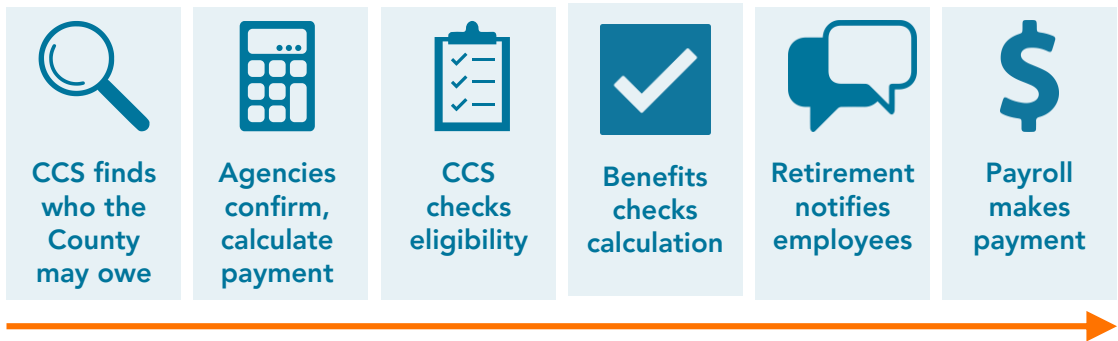 CCS finds
who the
County
may owe
Agencies
confirm,
calculate
payment
CCS
checks
eligibility
Benefits
checks
calculation
Retirement
notifies
employees
Payroll
makes
payment